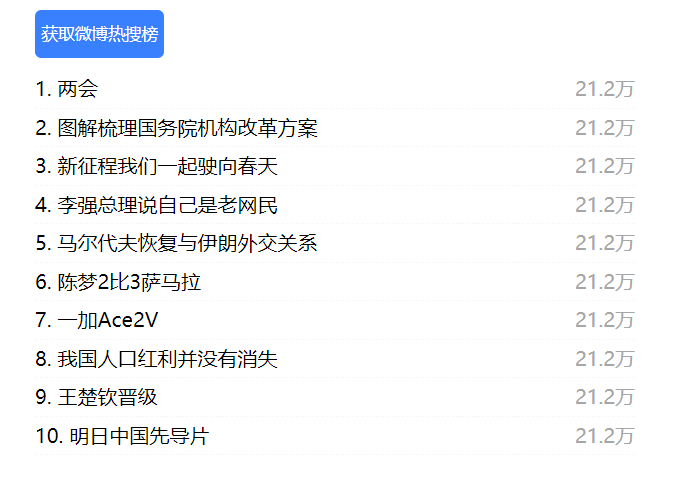 获取微博热搜榜
1. 两会 21.2万
2. 图解梳理国务院机构改革方案 21.2万
3. 新征程我们一起驶向春天 21.2万
4. 李强总理说自己是老网民 21.2万
5. 马尔代夫恢复与伊朗外交关系 21.2万
6. 陈梦2比3萨马拉 21.2万
7. 一加Ace2V 21.2万
8. 我国人口红利并没有消失 21.2万
9. 王楚钦晋级 21.2万
10. 明日中国先导片 21.2万